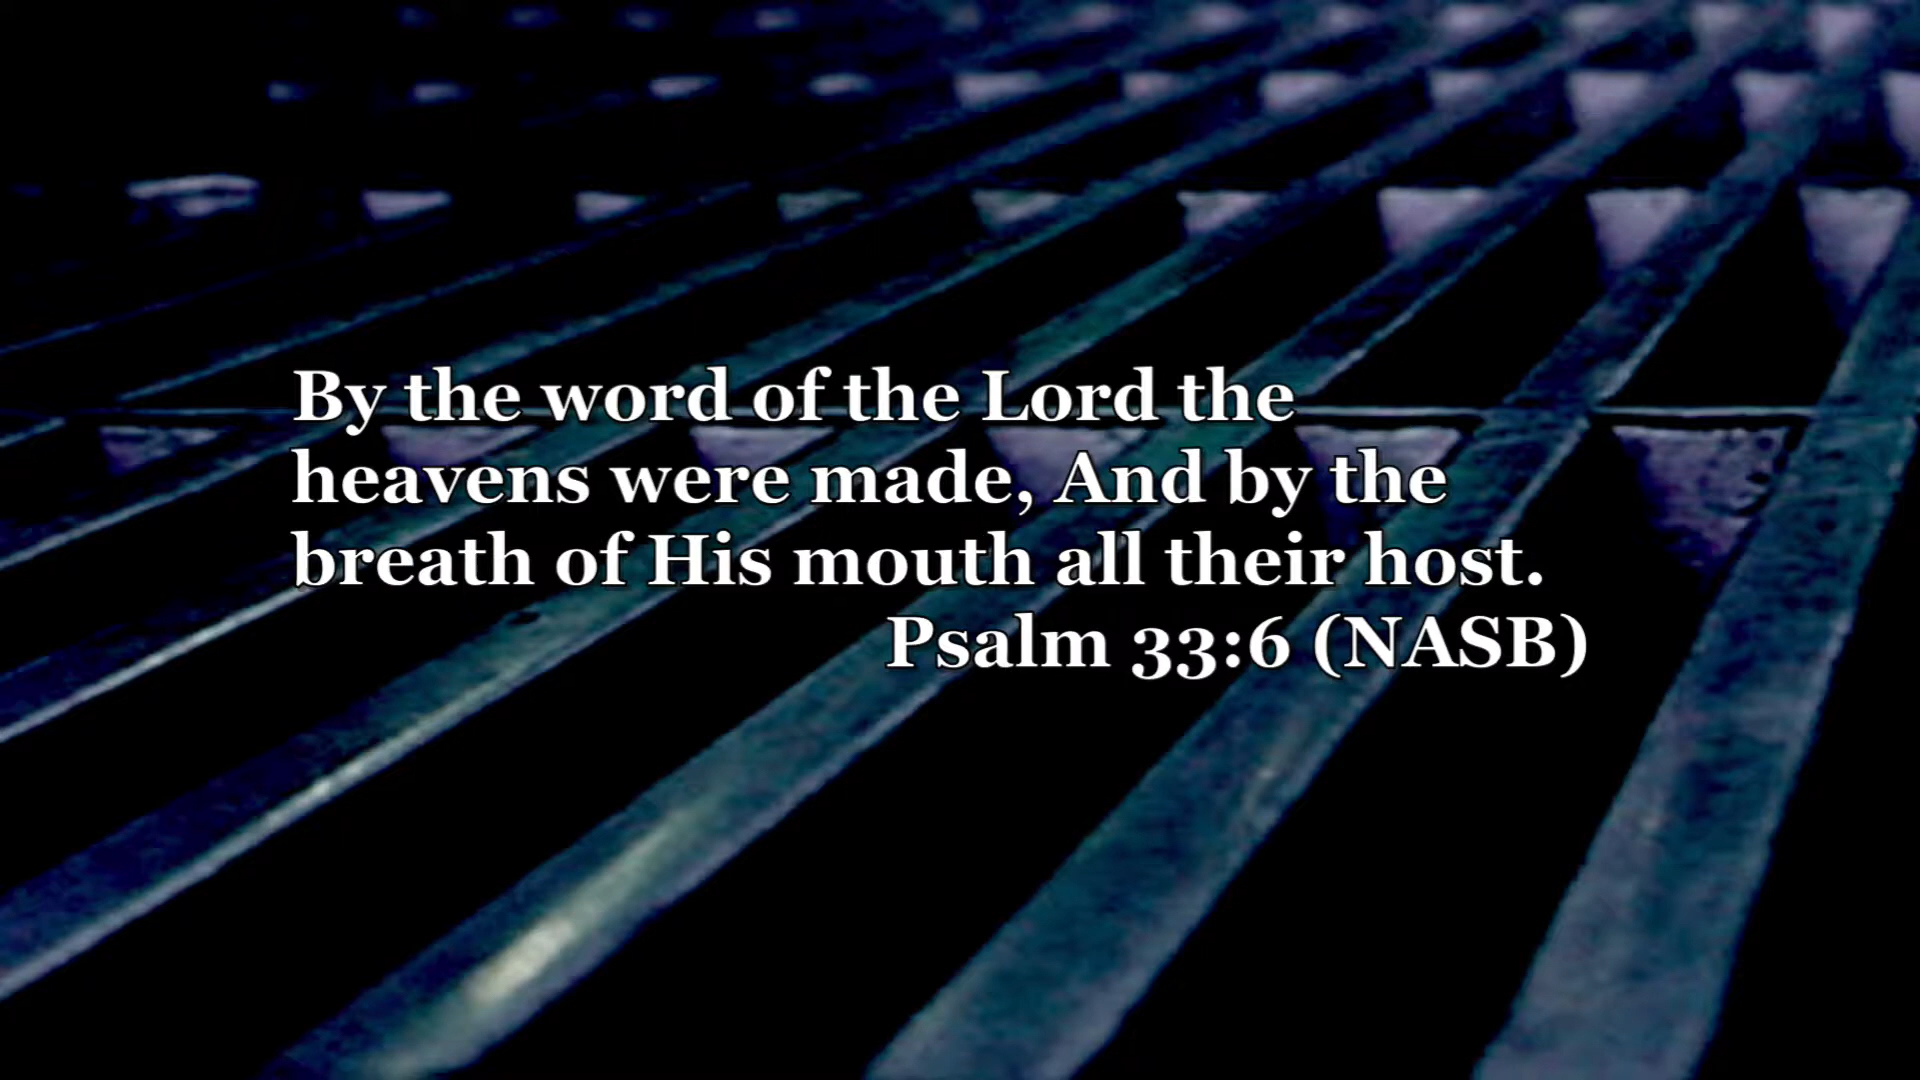 By the word of the Lord the
heavens were made, And by the
breath of His mouth all their host.
Psalm 33:6 (NASB)